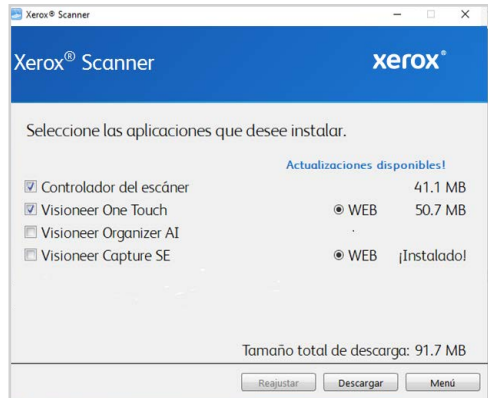 Xerox® Scanner
Xerox® Scanner
xerox®
Seleccione las aplicaciones que desee instalar.
Actualizaciones disponibles!
Controlador del escáner 41.1 MB
Visioneer One Touch WEB 50.7 MB
Visioneer Organizer AI
Visioneer Capture SE WEB ¡Instalado!
Tamaño total de descarga: 91.7 MB
Reajustar Descargar Menú